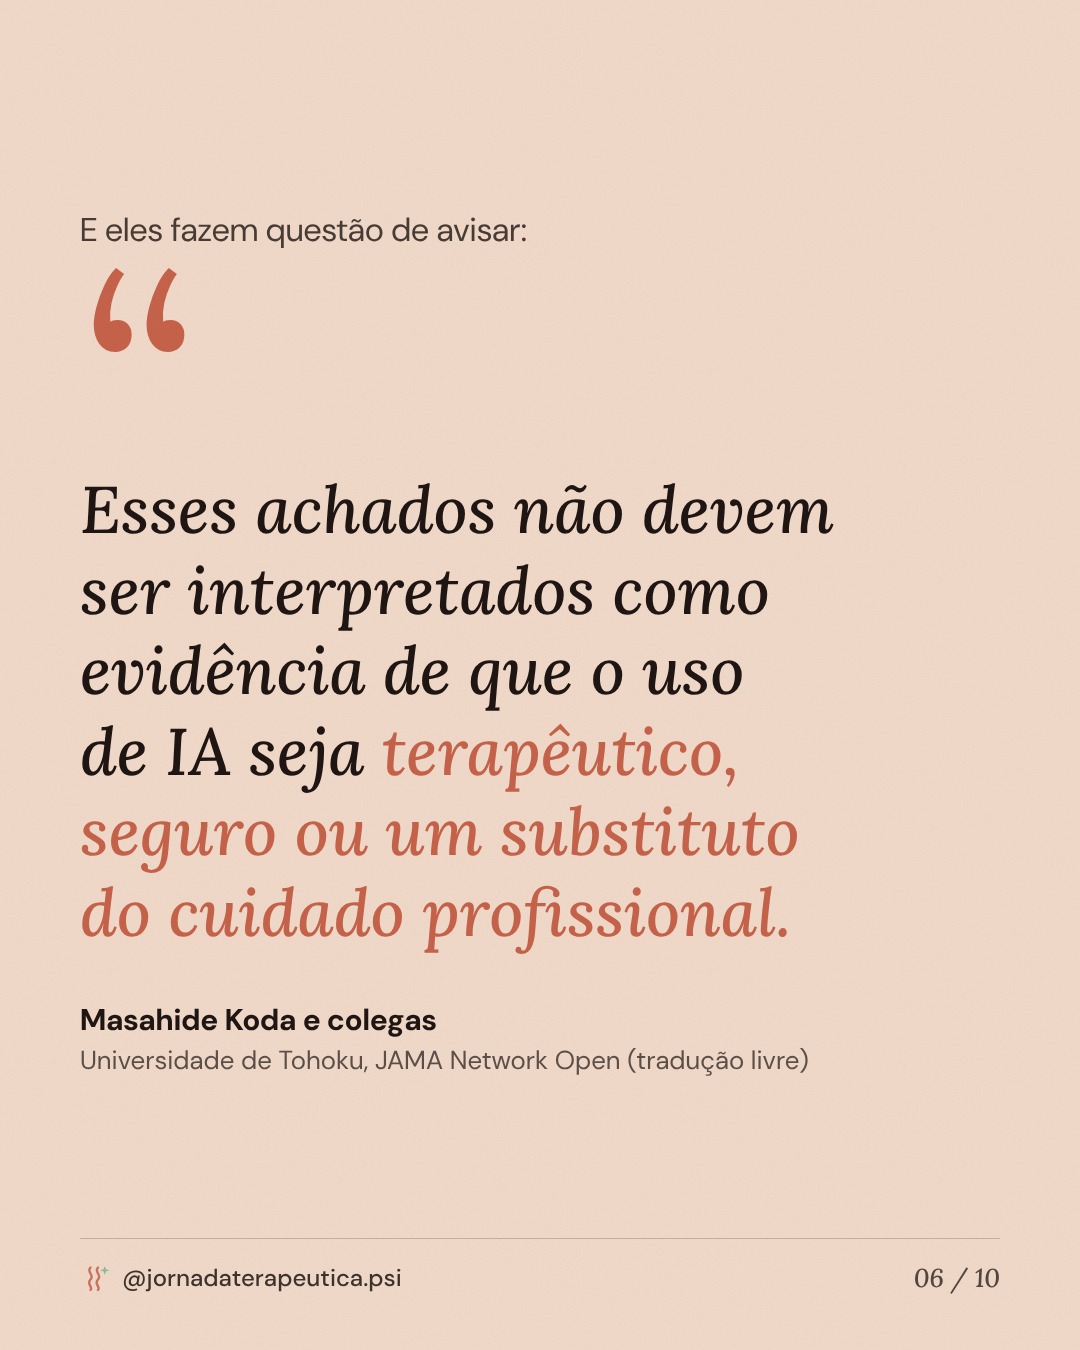 E eles fazem questão de avisar:
“
Esses achados não devem
ser interpretados como
evidência de que o uso
de IA seja terapêutico,
seguro ou um substituto
do cuidado profissional.
Masahide Koda e colegas
Universidade de Tohoku, JAMA Network Open (tradução livre)
@jornadaterapeutica.psi
06 / 10